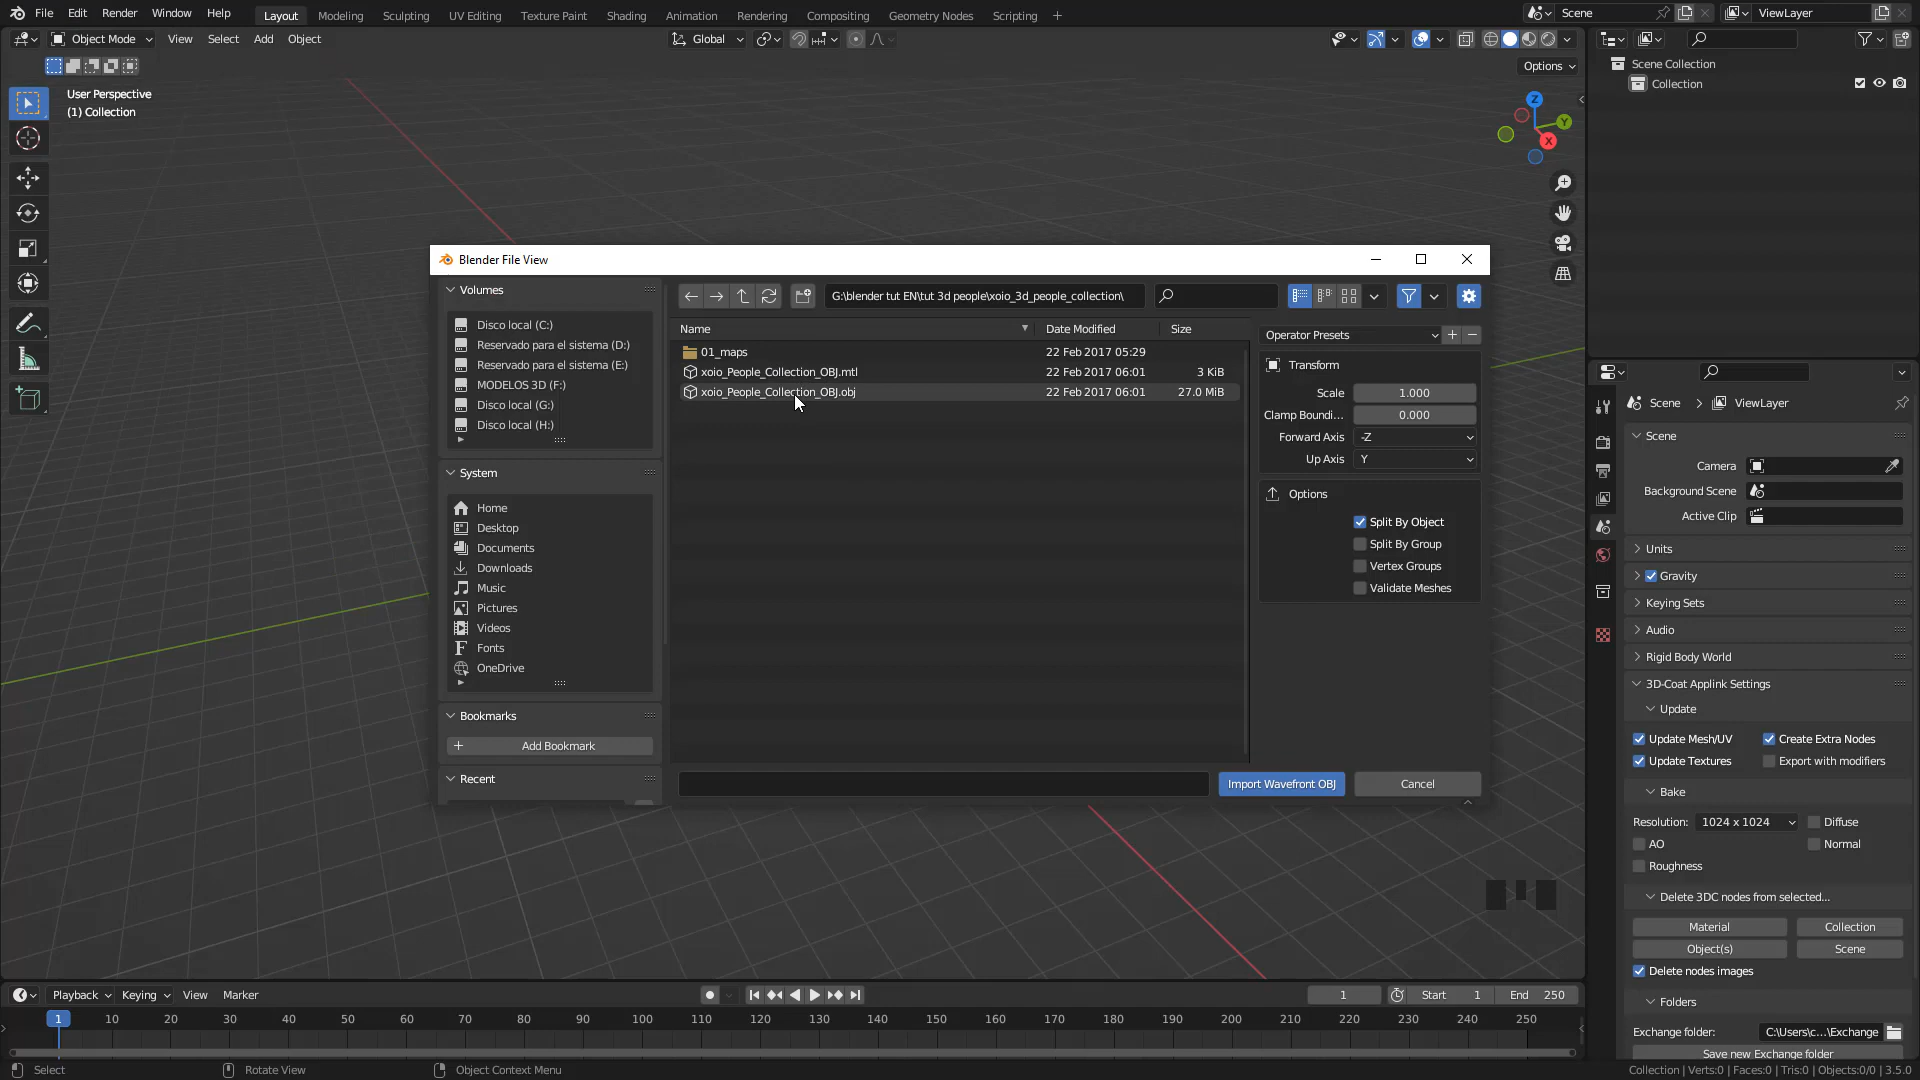 File Edit Render Window Help Layout Modeling Sculpting UV Editing Texture Paint Shading Animation Rendering Compositing Geometry Nodes Scripting + Scene ViewLayer
Object Mode View Select Add Object Global
Options
User Perspective
(1) Collection
Z
Y
X
Scene Collection
Collection
Blender File View
Volumes
Disco local (C:)
Reservado para el sistema (D:)
Reservado para el sistema (E:)
MODELOS 3D (F:)
Disco local (G:)
Disco local (H:)
System
Home
Desktop
Documents
Downloads
Music
Pictures
Videos
Fonts
OneDrive
Bookmarks
Add Bookmark
Recent
G:\blender tut EN\tut 3d people\xoio_3d_people_collection\
Name Date Modified Size
01_maps 22 Feb 2017 05:29
xoio_People_Collection_OBJ.mtl 22 Feb 2017 06:01 3 KiB
xoio_People_Collection_OBJ.obj 22 Feb 2017 06:01 27.0 MiB
Import Wavefront OBJ Cancel
Operator Presets
Transform
Scale 1.000
Clamp Boundi... 0.000
Forward Axis -Z
Up Axis Y
Options
Split By Object
Split By Group
Vertex Groups
Validate Meshes
Scene > ViewLayer
Scene
Camera
Background Scene
Active Clip
Units
Gravity
Keying Sets
Audio
Rigid Body World
3D-Coat Applink Settings
Update
Update Mesh/UV Create Extra Nodes
Update Textures Export with modifiers
Bake
Resolution: 1024 x 1024 Diffuse
AO Normal
Roughness
Delete 3DC nodes from selected...
Material Collection
Object(s) Scene
Delete nodes images
Folders
Exchange folder: C:\Users\c...\Exchange
Save new Exchange folder
Playback Keying View Marker 1 Start 1 End 250
1 10 20 30 40 50 60 70 80 90 100 110 120 130 140 150 160 170 180 190 200 210 220 230 240 250
Select Rotate View Object Context Menu Collection | Verts:0 | Faces:0 | Tris:0 | Objects:0/0 | 3.5.0